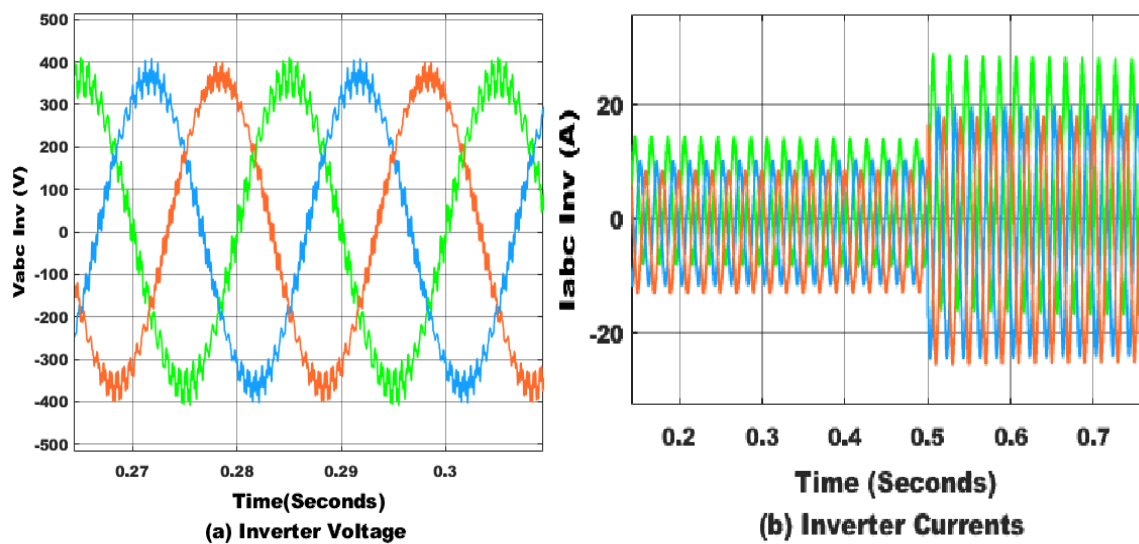 500
400
300
200
100
0
-100
-200
-300
-400
-500
Vabc Inv (V)
0.27 0.28 0.29 0.3
Time(Seconds)
(a) Inverter Voltage
20
0
-20
Iabc Inv (A)
0.2 0.3 0.4 0.5 0.6 0.7
Time (Seconds)
(b) Inverter Currents